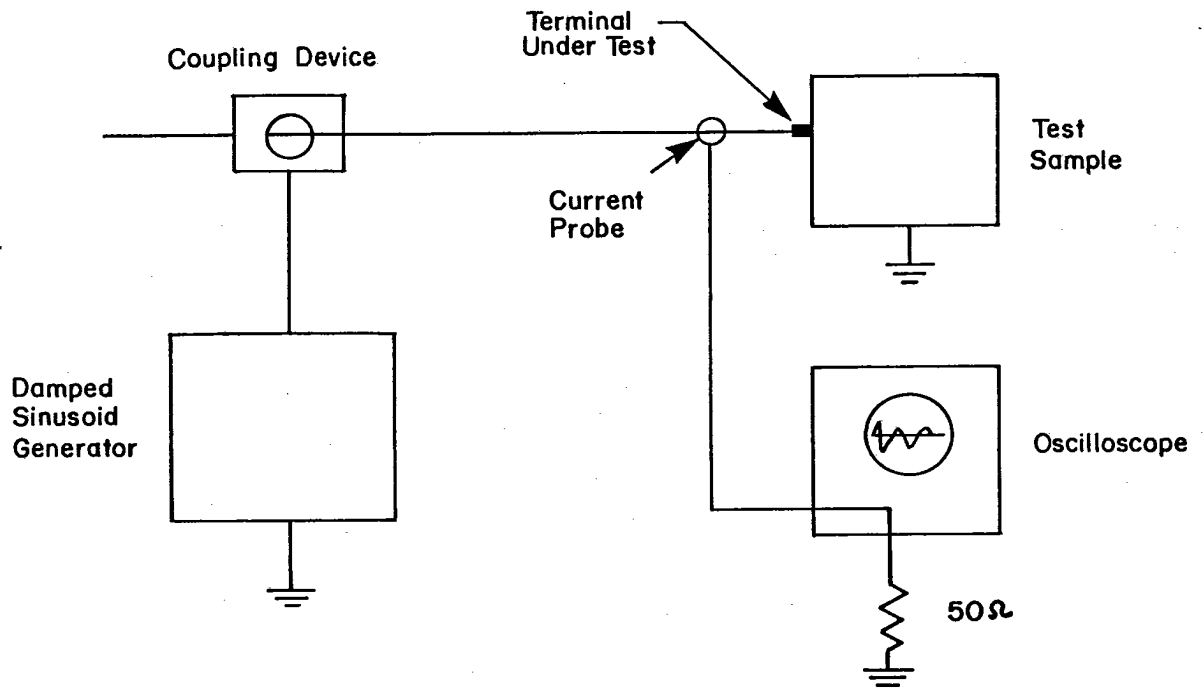 Terminal
Under Test
Coupling Device
Test
Sample
Current
Probe
Damped
Sinusoid
Generator
Oscilloscope
50Ω